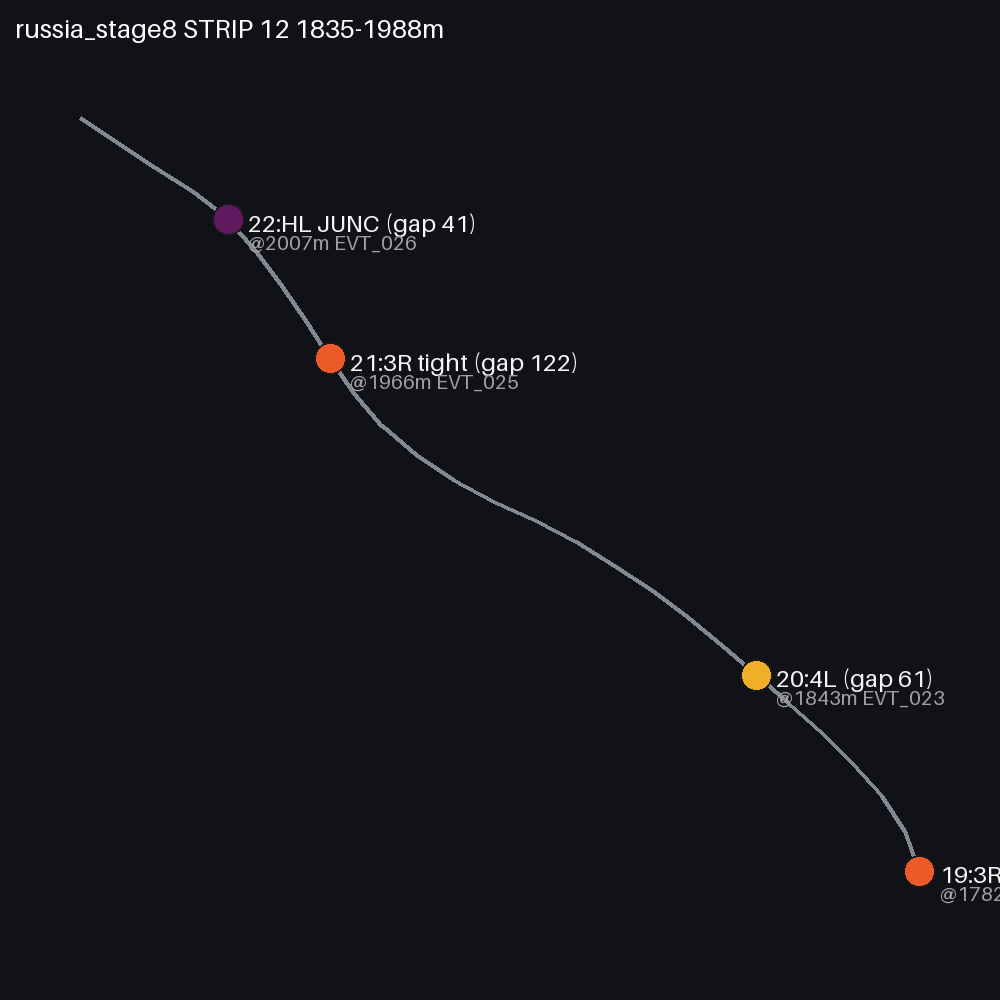 russia_stage8 STRIP 12 1835-1988m
22:HL JUNC (gap 41)
@2007m EVT_026
21:3R tight (gap 122)
@1966m EVT_025
20:4L (gap 61)
@1843m EVT_023
19:3R
@1782